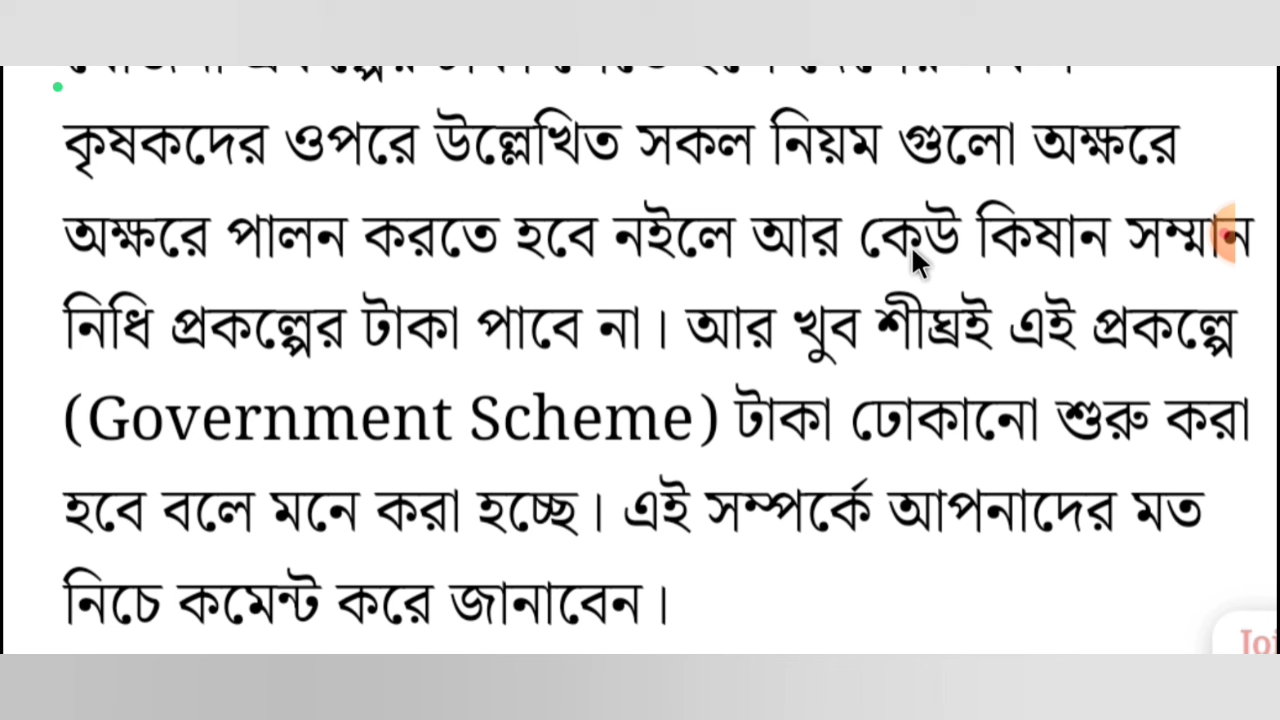 কৃষকদের ওপরে উল্লেখিত সকল নিয়ম গুলো অক্ষরে
অক্ষরে পালন করতে হবে নইলে আর কেউ কিষান সম্মান
নিধি প্রকল্পের টাকা পাবে না। আর খুব শীঘ্রই এই প্রকল্পে
(Government Scheme) টাকা ঢোকানো শুরু করা
হবে বলে মনে করা হচ্ছে। এই সম্পর্কে আপনাদের মত
নিচে কমেন্ট করে জানাবেন।